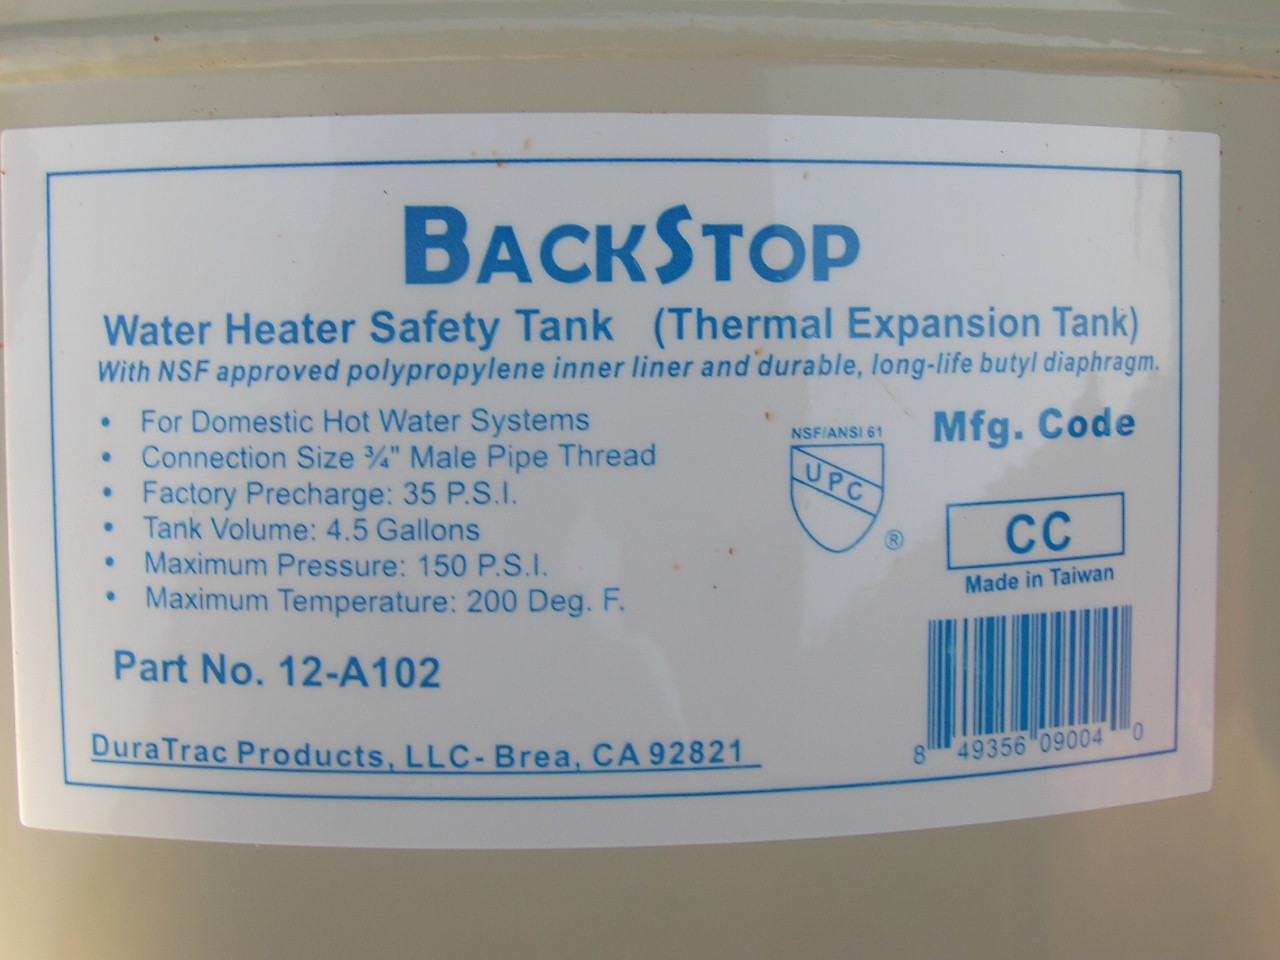 BACKSTOP
Water Heater Safety Tank (Thermal Expansion Tank)
With NSF approved polypropylene inner liner and durable, long-life butyl diaphragm.
• For Domestic Hot Water Systems
• Connection Size ¾" Male Pipe Thread
• Factory Precharge: 35 P.S.I.
• Tank Volume: 4.5 Gallons
• Maximum Pressure: 150 P.S.I.
• Maximum Temperature: 200 Deg. F.
Part No. 12-A102
DuraTrac Products, LLC- Brea, CA 92821
NSF/ANSI 61
UPC
®
Mfg. Code
CC
Made in Taiwan
8 49356 09004 0